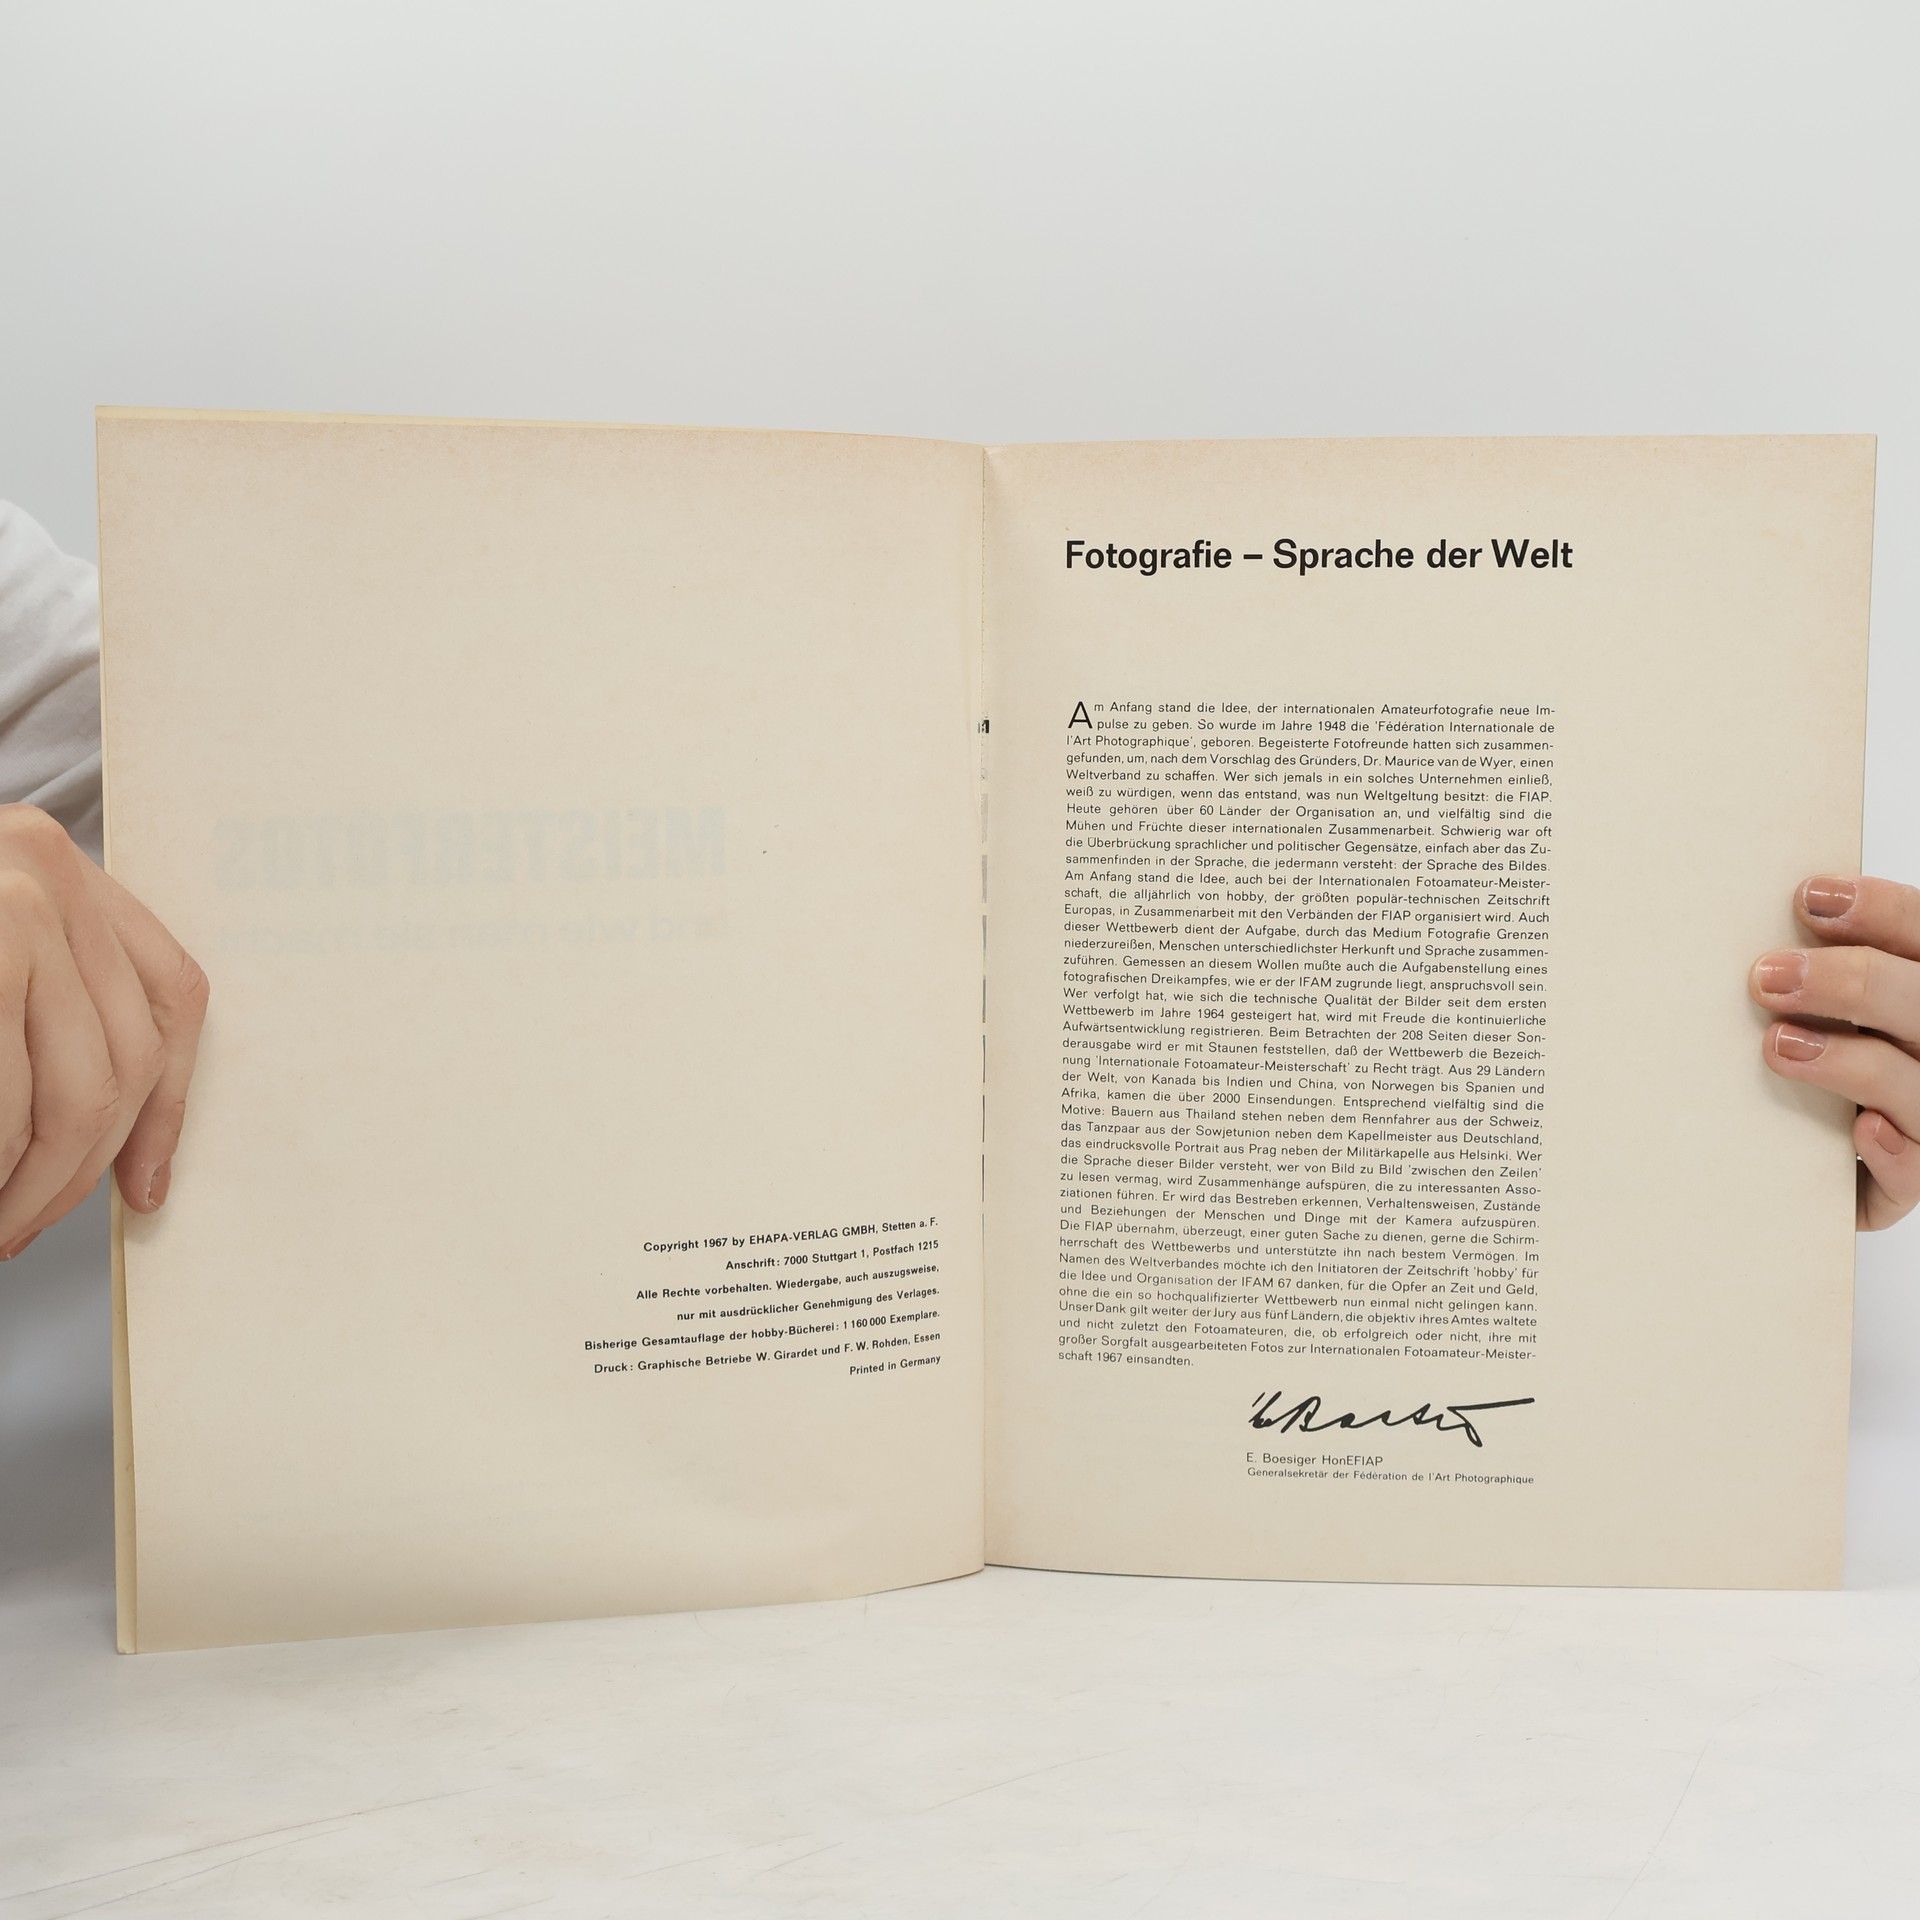 Copyright 1967 by EHAPA-VERLAG GMBH, Stetten a. F.
Anschrift: 7000 Stuttgart 1, Postfach 1215
Alle Rechte vorbehalten. Wiedergabe, auch auszugsweise,
nur mit ausdrücklicher Genehmigung des Verlages.
Bisherige Gesamtauflage der hobby-Bücherei: 1 160 000 Exemplare.
Druck: Graphische Betriebe W. Girardet und F. W. Rohden, Essen
Printed in Germany
Fotografie – Sprache der Welt
Am Anfang stand die Idee, der internationalen Amateurfotografie neue Im-
pulse zu geben. So wurde im Jahre 1948 die 'Fédération Internationale de
l'Art Photographique', geboren. Begeisterte Fotofreunde hatten sich zusammen-
gefunden, um, nach dem Vorschlag des Gründers, Dr. Maurice van de Wyer, einen
Weltverband zu schaffen. Wer sich jemals in ein solches Unternehmen einließ,
weiß zu würdigen, wenn das entstand, was nun Weltgeltung besitzt: die FIAP.
Heute gehören über 60 Länder der Organisation an, und vielfältig sind die
Mühen und Früchte dieser internationalen Zusammenarbeit. Schwierig war oft
die Überbrückung sprachlicher und politischer Gegensätze, einfach aber das Zu-
sammenfinden in der Sprache, die jedermann versteht: der Sprache des Bildes.
Am Anfang stand die Idee, auch bei der Internationalen Fotoamateur-Meister-
schaft, die alljährlich von hobby, der größten populär-technischen Zeitschrift
Europas, in Zusammenarbeit mit den Verbänden der FIAP organisiert wird. Auch
dieser Wettbewerb dient der Aufgabe, durch das Medium Fotografie Grenzen
niederzureißen, Menschen unterschiedlichster Herkunft und Sprache zusammen-
zuführen. Gemessen an diesem Wollen mußte auch die Aufgabenstellung eines
fotografischen Dreikampfes, wie er der IFAM zugrunde liegt, anspruchsvoll sein.
Wer verfolgt hat, wie sich die technische Qualität der Bilder seit dem ersten
Wettbewerb im Jahre 1964 gesteigert hat, wird mit Freude die kontinuierliche
Aufwärtsentwicklung registrieren. Beim Betrachten der 208 Seiten dieser Son-
derausgabe wird er mit Staunen feststellen, daß der Wettbewerb die Bezeich-
nung 'Internationale Fotoamateur-Meisterschaft' zu Recht trägt. Aus 29 Ländern
der Welt, von Kanada bis Indien und China, von Norwegen bis Spanien und
Afrika, kamen die über 2000 Einsendungen. Entsprechend vielfältig sind die
Motive: Bauern aus Thailand stehen neben dem Rennfahrer aus der Schweiz,
das Tanzpaar aus der Sowjetunion neben dem Kapellmeister aus Deutschland,
das eindrucksvolle Portrait aus Prag neben der Militärkapelle aus Helsinki. Wer
die Sprache dieser Bilder versteht, wer von Bild zu Bild 'zwischen den Zeilen'
zu lesen vermag, wird Zusammenhänge aufspüren, die zu interessanten Asso-
ziationen führen. Er wird das Bestreben erkennen, Verhaltensweisen, Zustände
und Beziehungen der Menschen und Dinge mit der Kamera aufzuspüren.
Die FIAP übernahm, überzeugt, einer guten Sache zu dienen, gerne die Schirm-
herrschaft des Wettbewerbs und unterstützte ihn nach bestem Vermögen. Im
Namen des Weltverbandes möchte ich den Initiatoren der Zeitschrift 'hobby' für
die Idee und Organisation der IFAM 67 danken, für die Opfer an Zeit und Geld,
ohne die ein so hochqualifizierter Wettbewerb nun einmal nicht gelingen kann.
Unser Dank gilt weiter der Jury aus fünf Ländern, die objektiv ihres Amtes waltete
und nicht zuletzt den Fotoamateuren, die, ob erfolgreich oder nicht, ihre mit
großer Sorgfalt ausgearbeiteten Fotos zur Internationalen Fotoamateur-Meister-
schaft 1967 einsandten.
E. Boesiger HonEFIAP
Generalsekretär der Fédération de l'Art Photographique